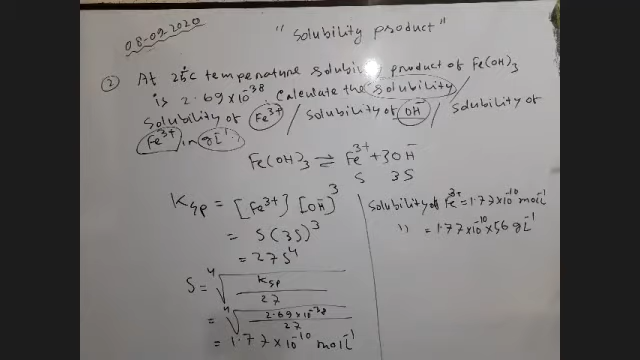 08-09-2020
"Solubility product"
② At 25°c temperature solubility product of Fe(OH)₃
is 2.69×10⁻³⁸ Calculate the solubility /
solubility of Fe³⁺ / solubility of OH⁻ / solubility of
Fe³⁺ in gL⁻¹.
Fe(OH)₃ ⇌ Fe³⁺ + 3OH⁻
S 3S
Ksp = [Fe³⁺] [OH⁻]³
= S(3S)³
= 27S⁴
S = ⁴√(Ksp/27)
= ⁴√(2.69×10⁻³⁸/27)
= 1.77×10⁻¹⁰ mol L⁻¹
Solubility of Fe³⁺ = 1.77×10⁻¹⁰ mol L⁻¹
" = 1.77×10⁻¹⁰×56 gL⁻¹